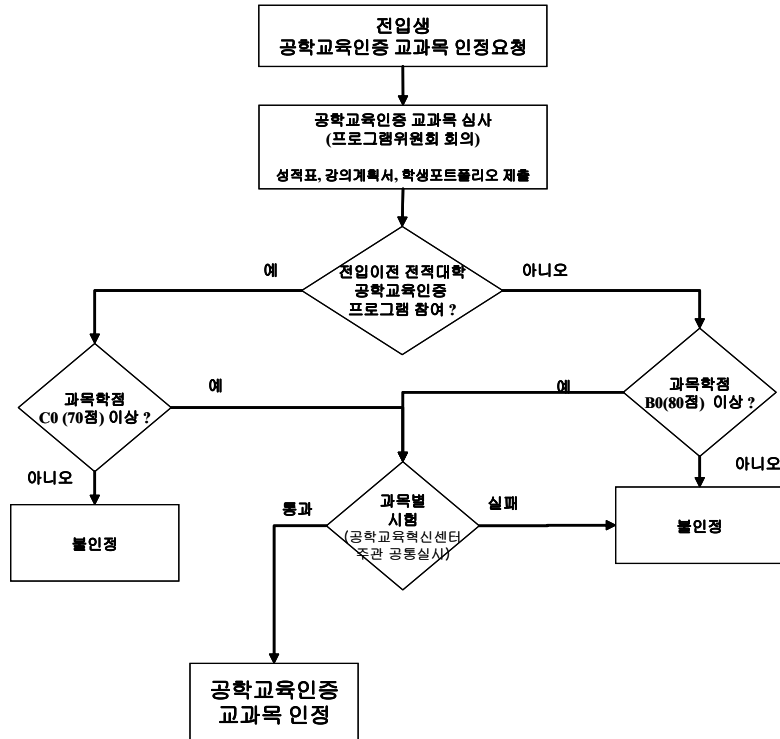 전입생
공학교육인증 교과목 인정요청
공학교육인증 교과목 심사
(프로그램위원회 회의)
성적표, 강의계획서, 학생포트폴리오 제출
예
전입이전 전적대학
공학교육인증
프로그램 참여 ?
아니오
과목학점
C0 (70점) 이상 ?
예
예
과목학점
B0(80점) 이상 ?
아니오
아니오
불인정
통과
과목별
시험
(공학교육혁신센터
주관 공통실시)
실패
불인정
공학교육인증
교과목 인정